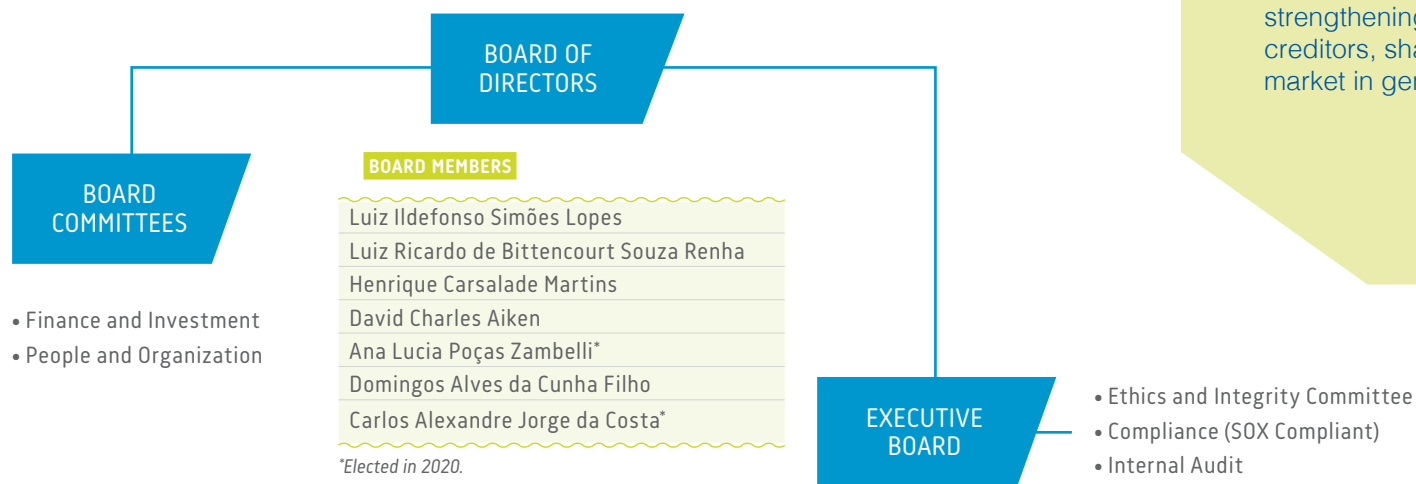 strengthening
creditors, sha
market in ger
BOARD OF
DIRECTORS
BOARD
COMMITTEES
• Finance and Investment
• People and Organization
BOARD MEMBERS
Luiz Ildefonso Simões Lopes
Luiz Ricardo de Bittencourt Souza Renha
Henrique Carsalade Martins
David Charles Aiken
Ana Lucia Poças Zambelli*
Domingos Alves da Cunha Filho
Carlos Alexandre Jorge da Costa*
*Elected in 2020.
EXECUTIVE
BOARD
• Ethics and Integrity Committee
• Compliance (SOX Compliant)
• Internal Audit